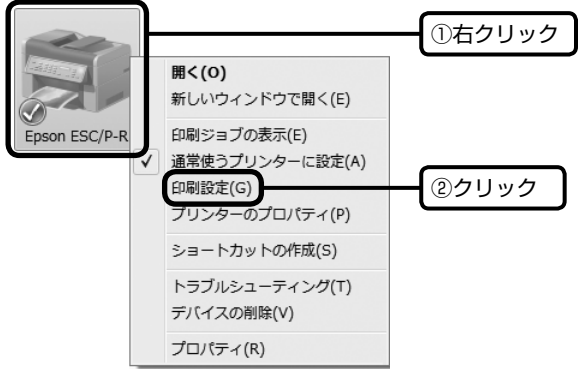 ①右クリック
Epson ESC/P-R
開く(O)
新しいウィンドウで開く(E)
印刷ジョブの表示(E)
通常使うプリンターに設定(A)
印刷設定(G)
②クリック
プリンターのプロパティ(P)
ショートカットの作成(S)
トラブルシューティング(T)
デバイスの削除(V)
プロパティ(R)